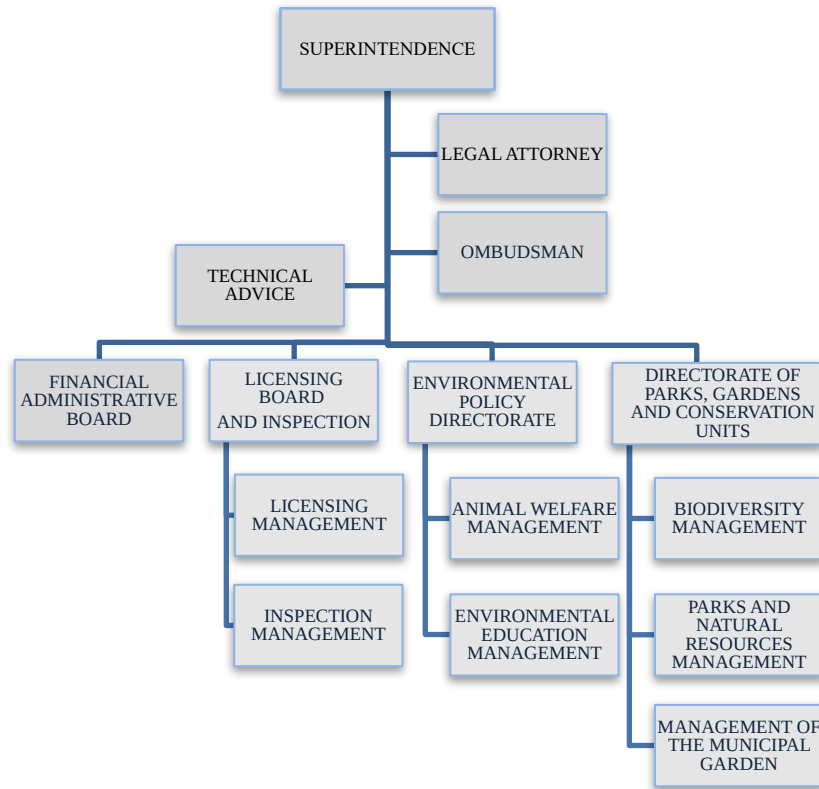 SUPERINTENDENCE
LEGAL ATTORNEY
OMBUDSMAN
TECHNICAL
ADVICE
FINANCIAL
ADMINISTRATIVE
BOARD
LICENSING
BOARD
AND INSPECTION
ENVIRONMENTAL
POLICY
DIRECTORATE
DIRECTORATE OF
PARKS, GARDENS
AND CONSERVATION
UNITS
LICENSING
MANAGEMENT
INSPECTION
MANAGEMENT
ANIMAL WELFARE
MANAGEMENT
ENVIRONMENTAL
EDUCATION
MANAGEMENT
BIODIVERSITY
MANAGEMENT
PARKS AND
NATURAL
RESOURCES
MANAGEMENT
MANAGEMENT OF
THE MUNICIPAL
GARDEN